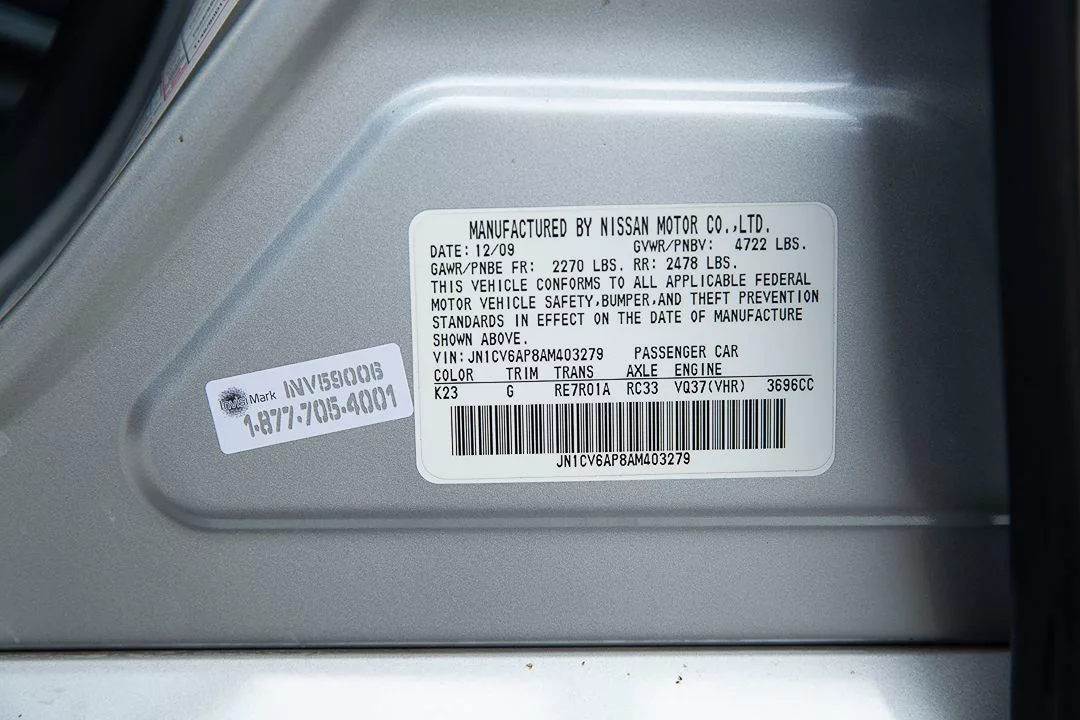 MANUFACTURED BY NISSAN MOTOR CO.,LTD.
DATE: 12/09 GVWR/PNBV: 4722 LBS.
GAWR/PNBE FR: 2270 LBS. RR: 2478 LBS.
THIS VEHICLE CONFORMS TO ALL APPLICABLE FEDERAL
MOTOR VEHICLE SAFETY,BUMPER,AND THEFT PREVENTION
STANDARDS IN EFFECT ON THE DATE OF MANUFACTURE
SHOWN ABOVE.
VIN: JN1CV6AP8AM403279 PASSENGER CAR
COLOR TRIM TRANS AXLE ENGINE
K23 G RE7R01A RC33 VQ37(VHR) 3696CC
JN1CV6AP8AM403279
Mark INV59006
1-877-705-4001